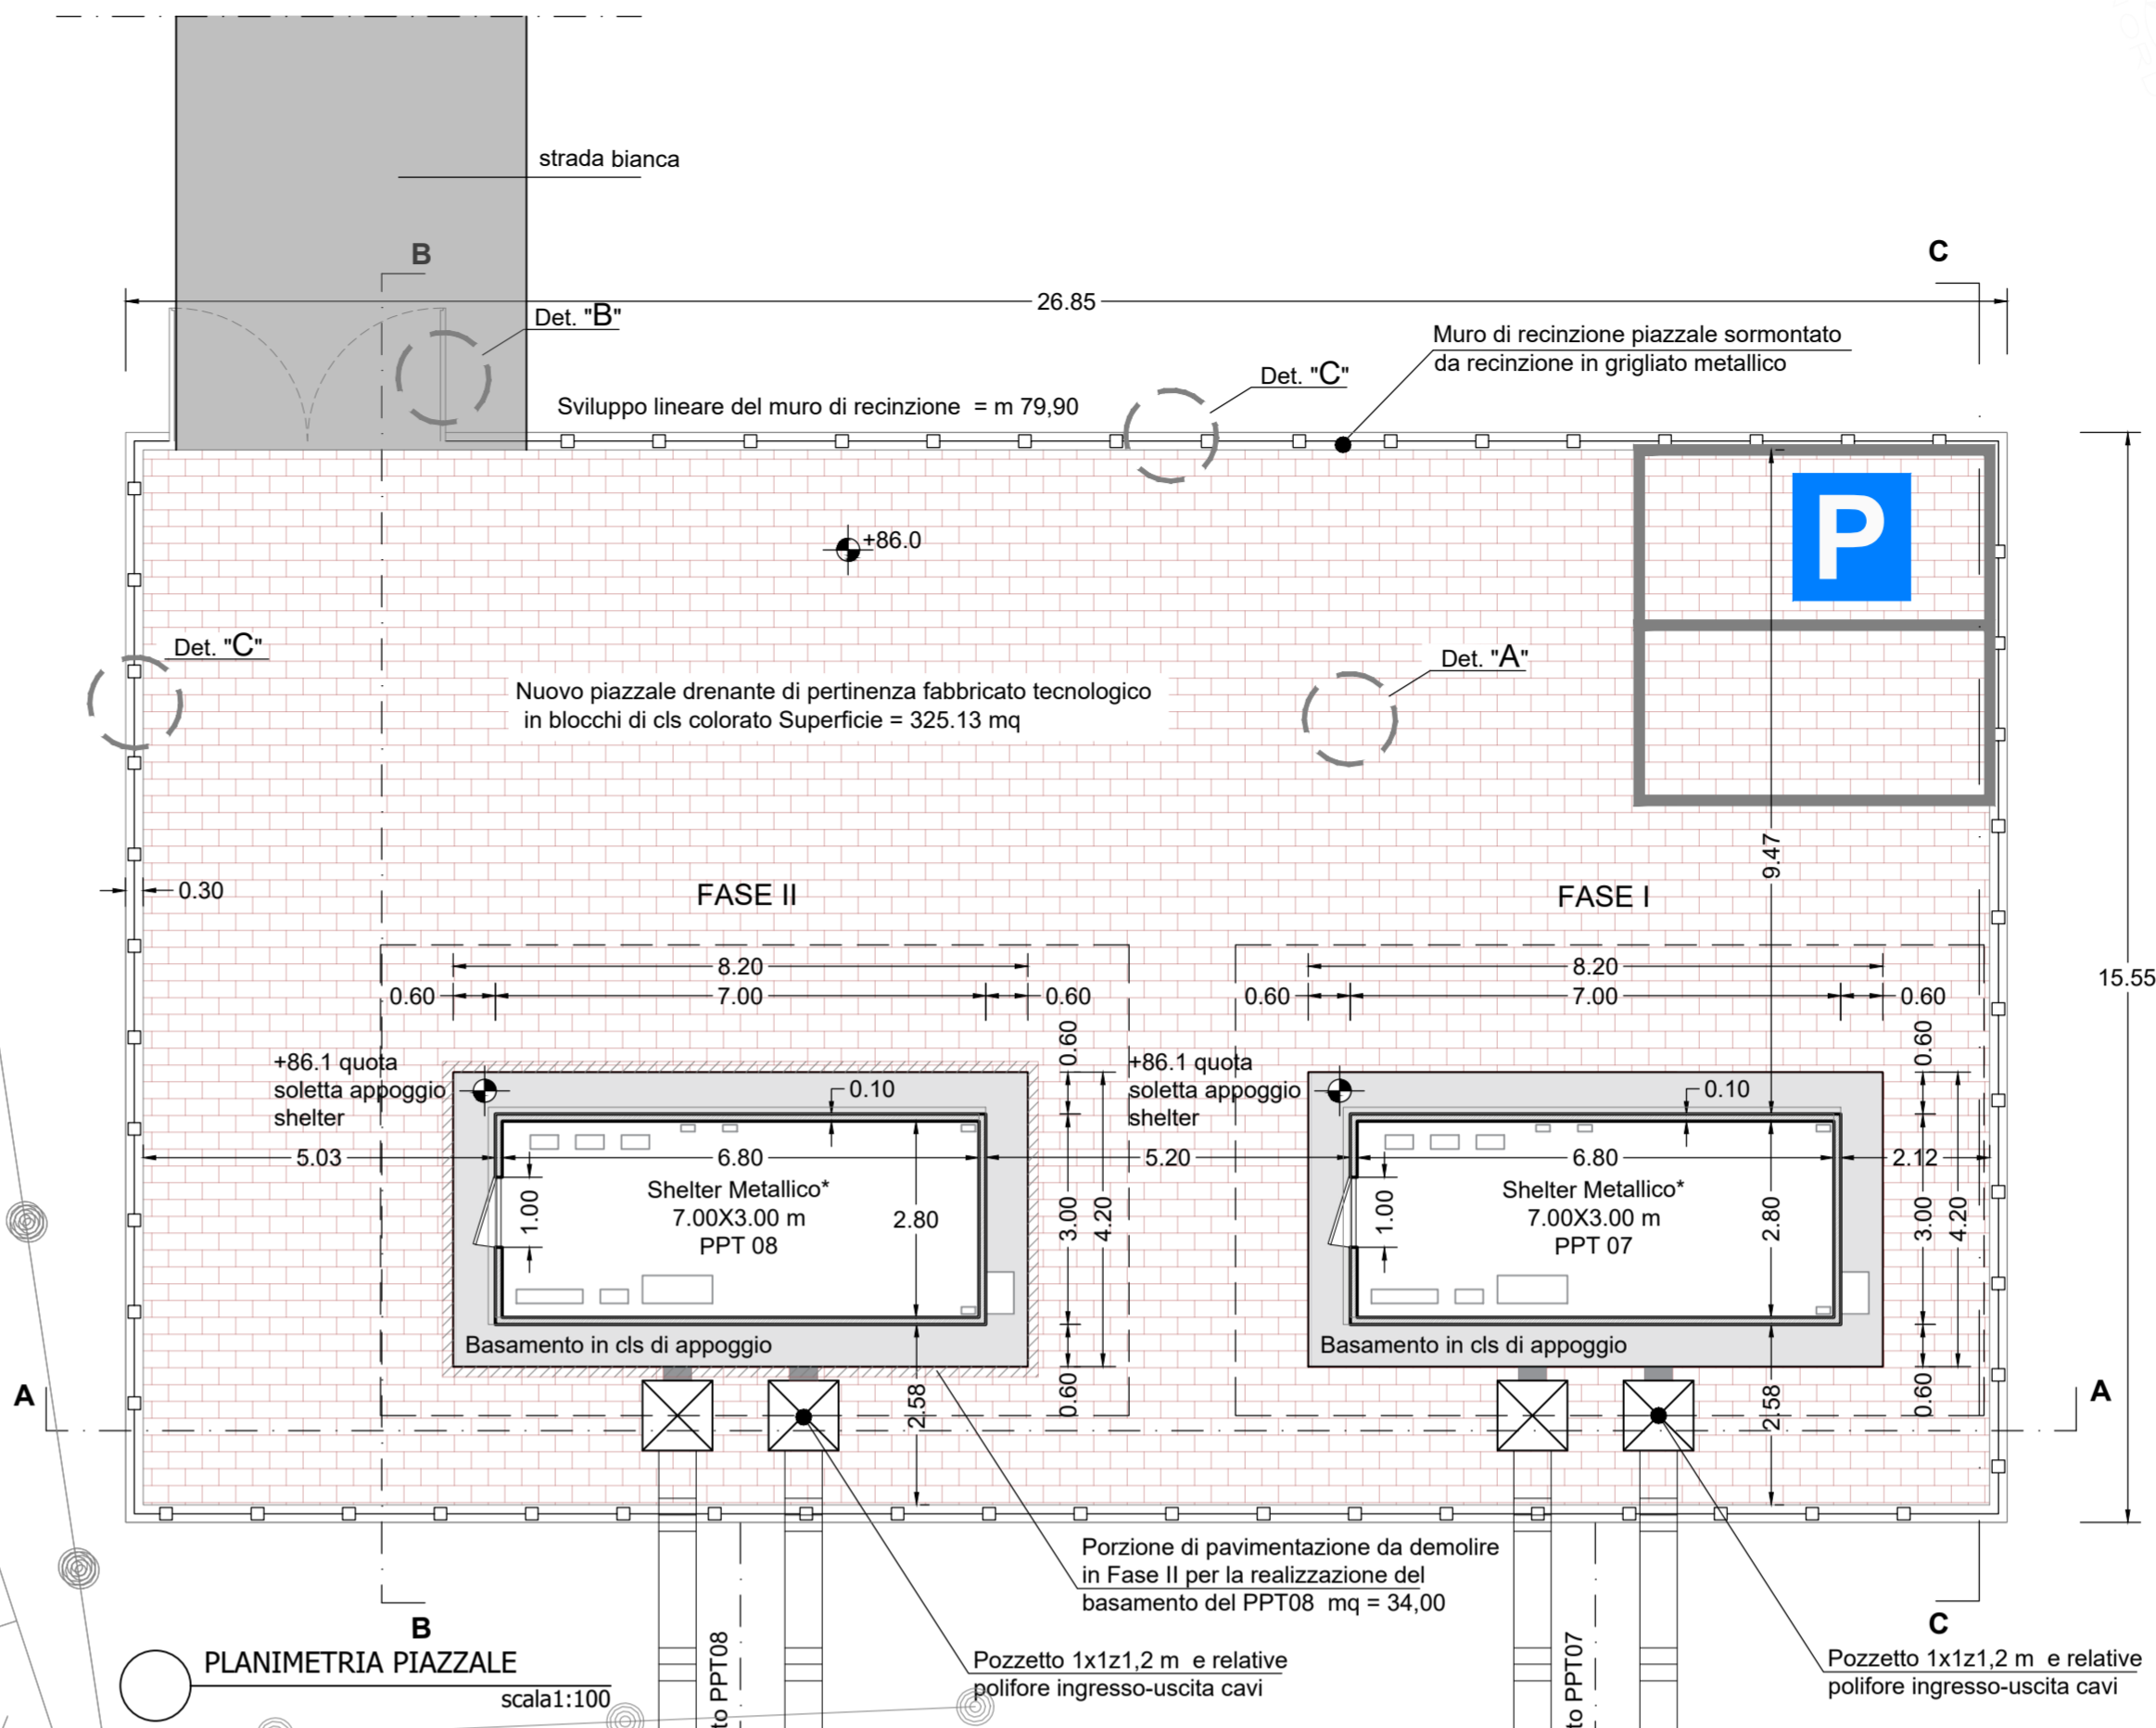 strada bianca
B
C
26.85
Det. "B"
Muro di recinzione piazzale sormontato
da recinzione in grigliato metallico
Det. "C"
Sviluppo lineare del muro di recinzione = m 79,90
P
+86.0
Det. "C"
Det. "A"
Nuovo piazzale drenante di pertinenza fabbricato tecnologico
in blocchi di cls colorato Superficie = 325.13 mq
9.47
0.30
FASE II
FASE I
15.55
8.20
8.20
0.60
7.00
0.60
0.60
7.00
0.60
0.60
0.60
+86.1 quota
soletta appoggio
shelter
+86.1 quota
soletta appoggio
shelter
0.10
0.10
5.03
6.80
5.20
6.80
2.12
Shelter Metallico*
7.00X3.00 m
PPT 08
1.00
2.80
3.00
4.20
Shelter Metallico*
7.00X3.00 m
PPT 07
1.00
2.80
3.00
4.20
Basamento in cls di appoggio
Basamento in cls di appoggio
A
2.58
0.60
2.58
0.60
A
Porzione di pavimentazione da demolire
in Fase II per la realizzazione del
basamento del PPT08 mq = 34,00
B
C
PLANIMETRIA PIAZZALE
scala1:100
to PPT08
Pozzetto 1x1z1,2 m e relative
polifore ingresso-uscita cavi
to PPT07
Pozzetto 1x1z1,2 m e relative
polifore ingresso-uscita cavi